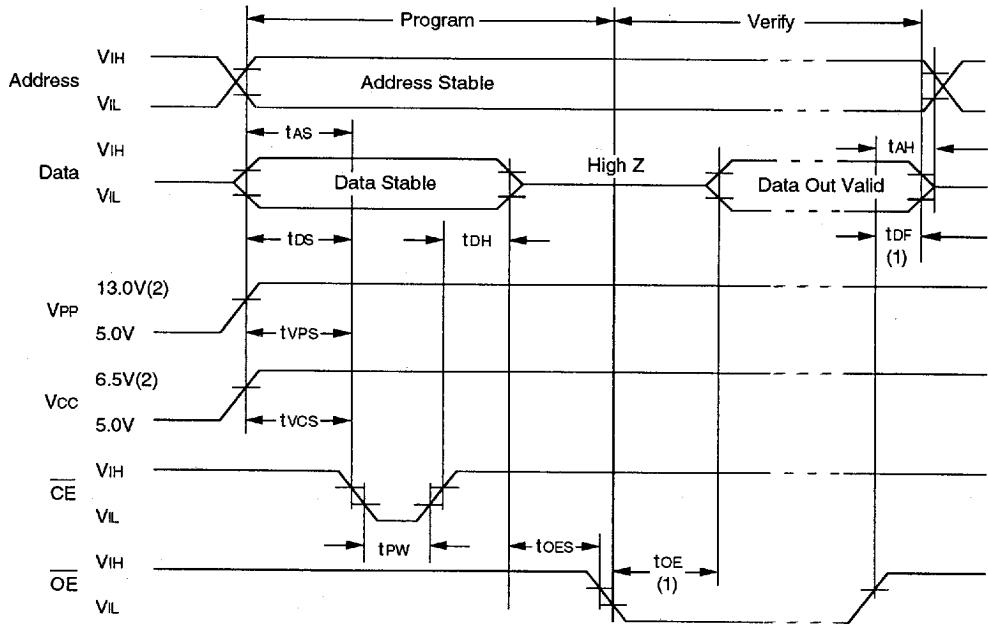 Program
Verify
Address
VIH
VIL
Address Stable
tAS
tAH
Data
VIH
VIL
Data Stable
High Z
Data Out Valid
tDS
tDH
tDF
(1)
VPP
13.0V(2)
5.0V
tVPS
VCC
6.5V(2)
5.0V
tVCS
CE
VIH
VIL
tPW
tOES
tOE
(1)
OE
VIH
VIL